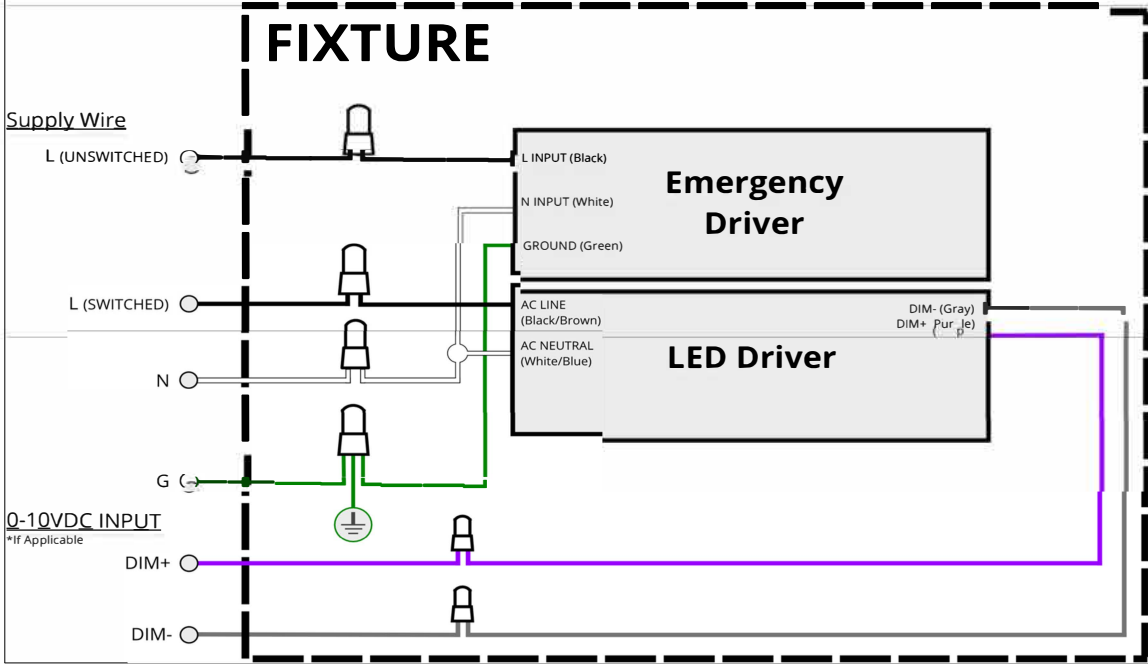 FIXTURE
Supply Wire
L (UNSWITCHED)
L INPUT (Black)
N INPUT (White)
GROUND (Green)
Emergency
Driver
L (SWITCHED)
AC LINE
(Black/Brown)
AC NEUTRAL
(White/Blue)
LED Driver
DIM- (Gray)
DIM+
N
G
0-10VDC INPUT
*If Applicable
DIM+
DIM-